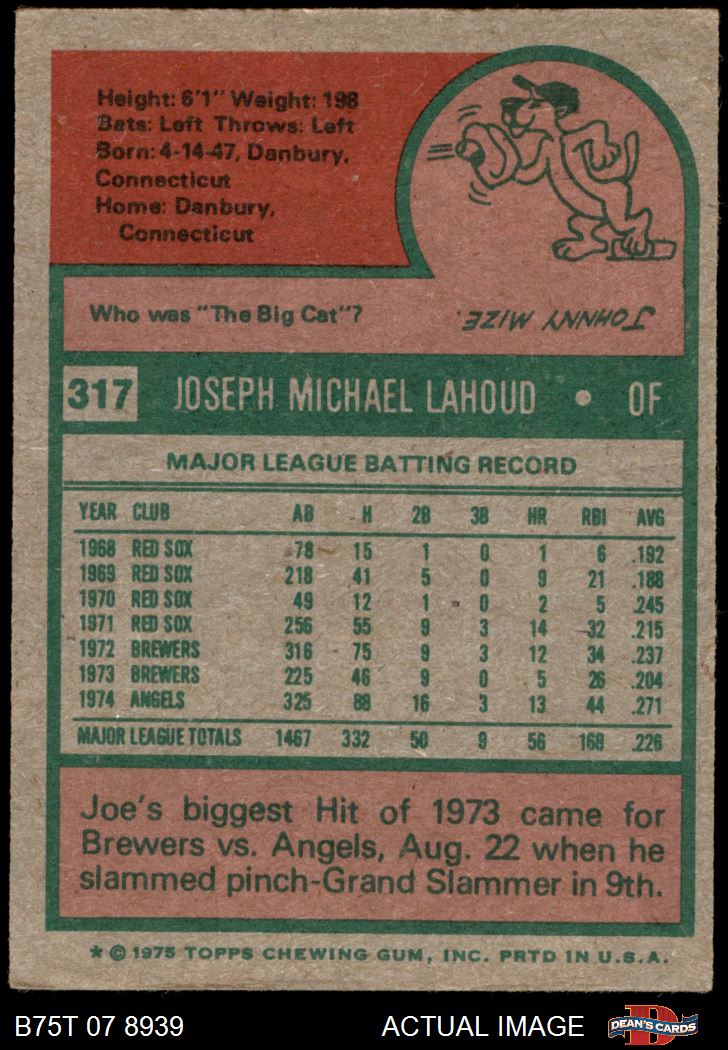 Height: 6'1" Weight: 198
Bats: Left Throws: Left
Born: 4-14-47, Danbury,
Connecticut
Home: Danbury,
Connecticut
Who was "The Big Cat"?
JOHNNY MIZE.
317 JOSEPH MICHAEL LAHOUD • OF
MAJOR LEAGUE BATTING RECORD
YEAR CLUB AB H 2B 3B HR RBI AVG
1968 RED SOX 78 15 1 0 1 6 .192
1969 RED SOX 218 41 5 0 9 21 .188
1970 RED SOX 49 12 1 0 2 5 .245
1971 RED SOX 256 55 9 3 14 32 .215
1972 BREWERS 316 75 9 3 12 34 .237
1973 BREWERS 225 46 9 0 5 26 .204
1974 ANGELS 325 88 16 3 13 44 .271
MAJOR LEAGUE TOTALS 1467 332 50 9 56 168 .226
Joe's biggest Hit of 1973 came for
Brewers vs. Angels, Aug. 22 when he
slammed pinch-Grand Slammer in 9th.
* © 1975 TOPPS CHEWING GUM, INC. PRTD IN U.S.A.
B75T 07 8939 ACTUAL IMAGE D DEAN'S CARDS